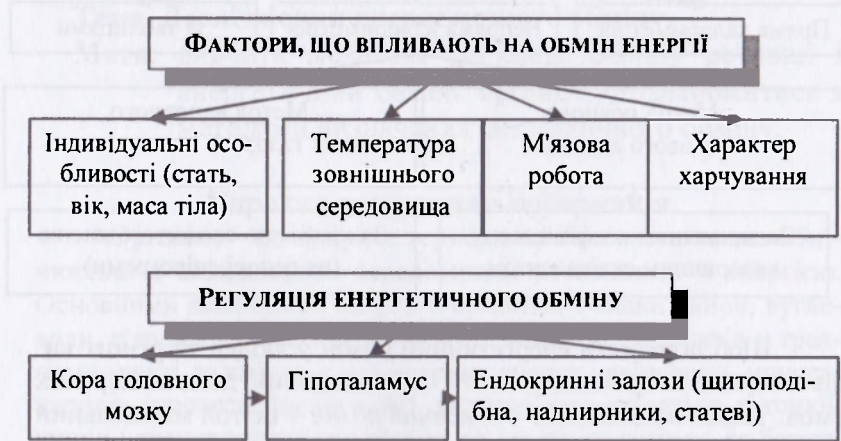 ФАКТОРИ, ЩО ВПЛИВАЮТЬ НА ОБМІН ЕНЕРГІЇ
Індивідуальні осо-
бливості (стать,
вік, маса тіла)
Температура
зовнішнього
середовища
М'язова
робота
Характер
харчування
РЕГУЛЯЦІЯ ЕНЕРГЕТИЧНОГО ОБМІНУ
Кора головного
мозку
Гіпоталамус
Ендокринні залози (щитоподі-
бна, наднирники, статеві)